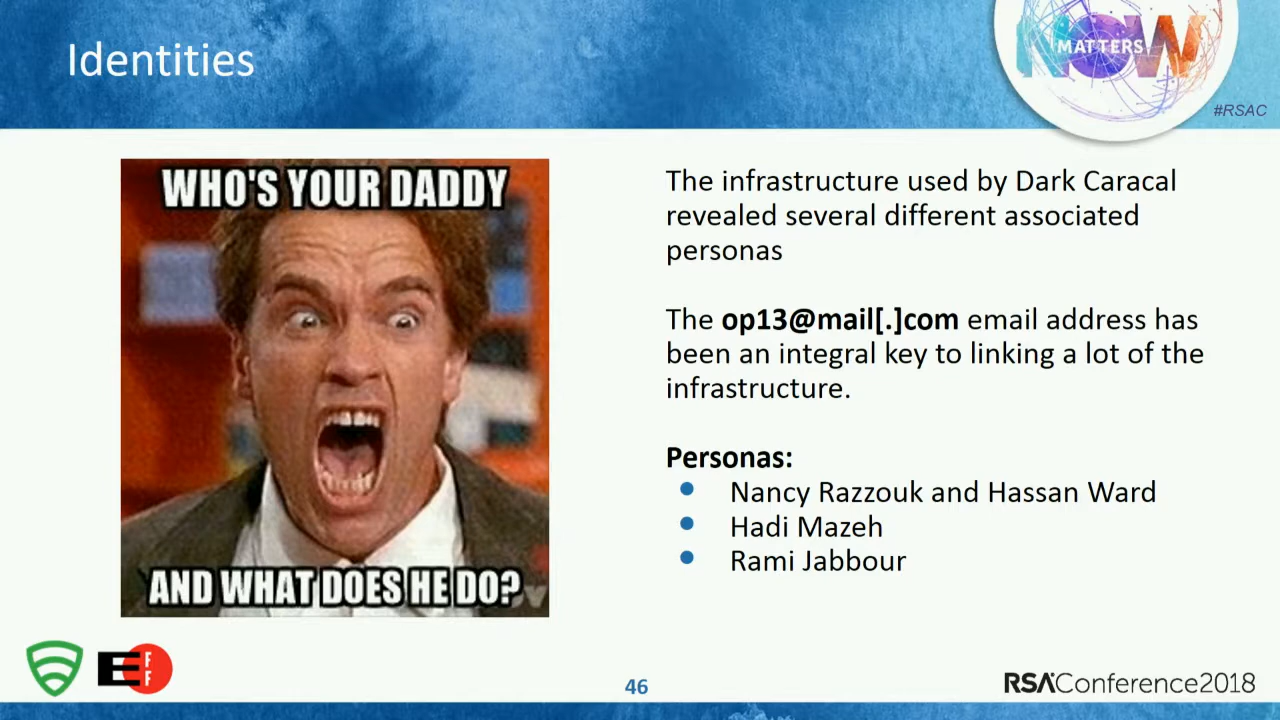 Identities
MATTERS
NOW
#RSAC
WHO'S YOUR DADDY
AND WHAT DOES HE DO?
The infrastructure used by Dark Caracal
revealed several different associated
personas
The op13@mail[.]com email address has
been an integral key to linking a lot of the
infrastructure.
Personas:
Nancy Razzouk and Hassan Ward
Hadi Mazeh
Rami Jabbour
EFF
46
RSAConference2018